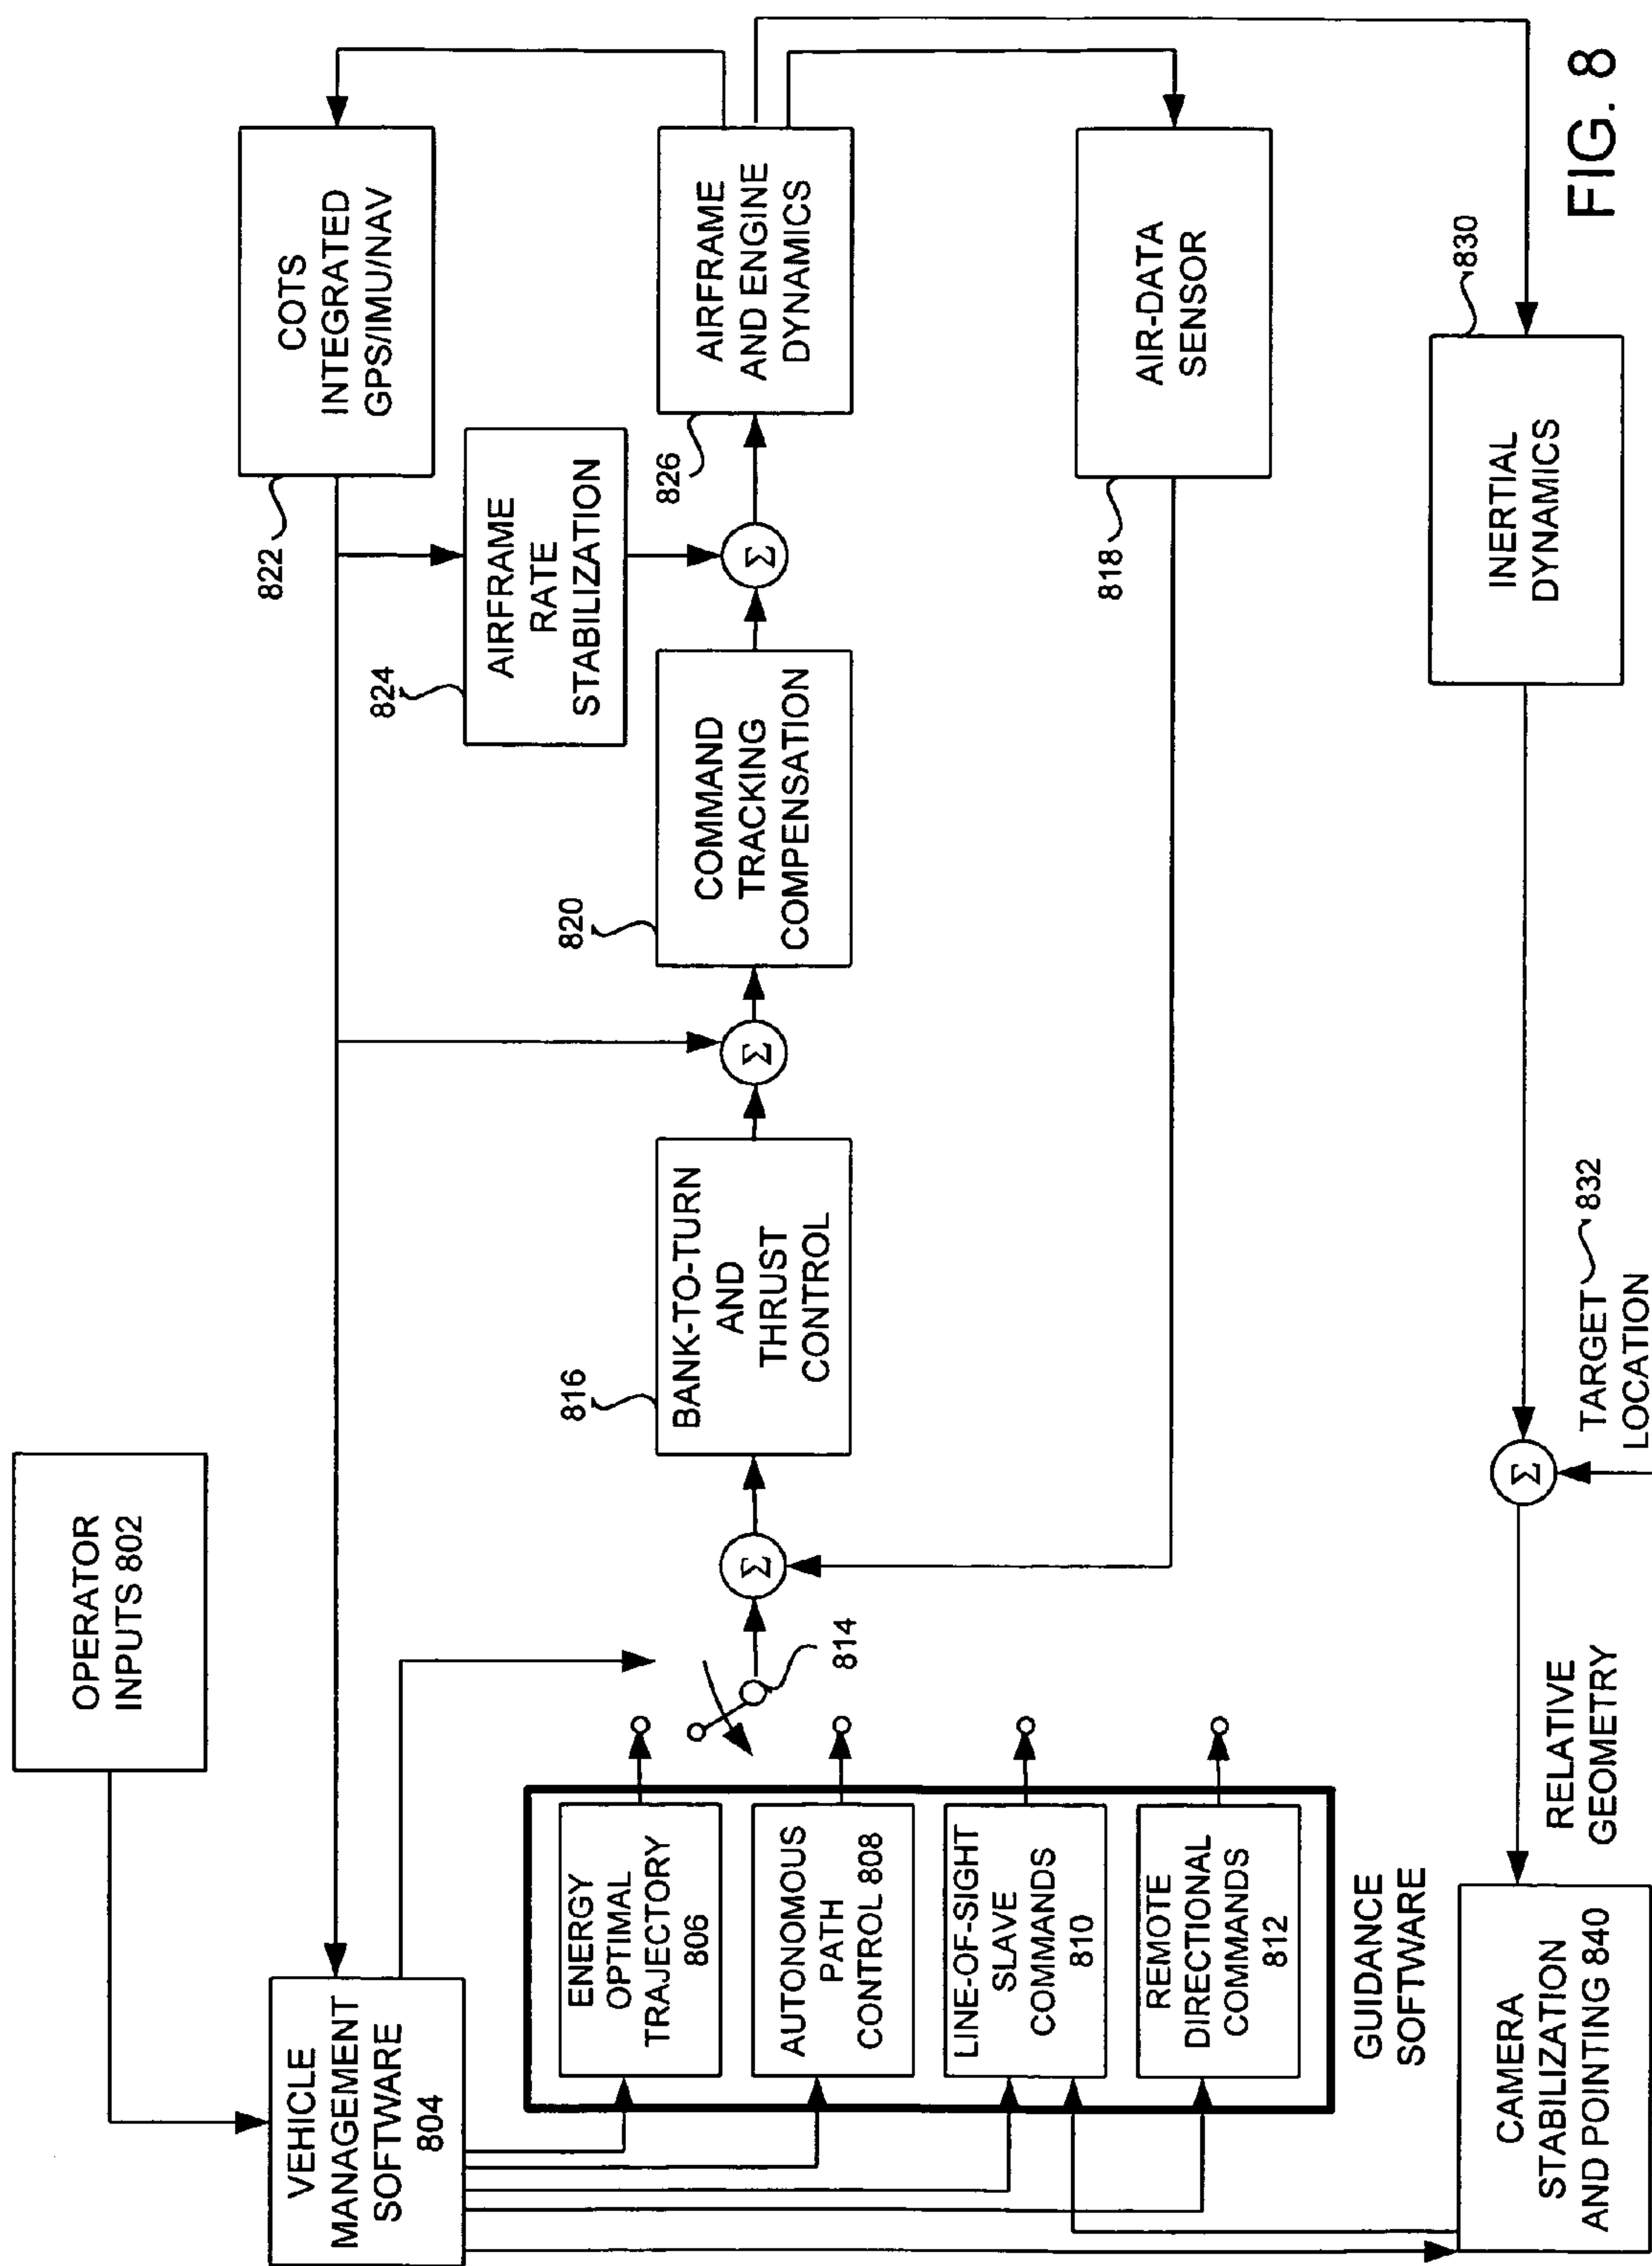 OPERATOR
INPUTS 802
VEHICLE
MANAGEMENT
SOFTWARE
804
COTS
INTEGRATED
GPS/IMU/NAV
822
AIRFRAME
RATE
STABILIZATION
824
ENERGY
OPTIMAL
TRAJECTORY
806
AUTONOMOUS
PATH
CONTROL 808
LINE-OF-SIGHT
SLAVE
COMMANDS
810
REMOTE
DIRECTIONAL
COMMANDS
812
GUIDANCE
SOFTWARE
814
Σ
816
BANK-TO-TURN
AND
THRUST
CONTROL
Σ
820
COMMAND
TRACKING
COMPENSATION
Σ
826
AIRFRAME
AND ENGINE
DYNAMICS
818
AIR-DATA
SENSOR
830
INERTIAL
DYNAMICS
Σ
TARGET 832
LOCATION
RELATIVE
GEOMETRY
CAMERA
STABILIZATION
AND POINTING 840
FIG. 8